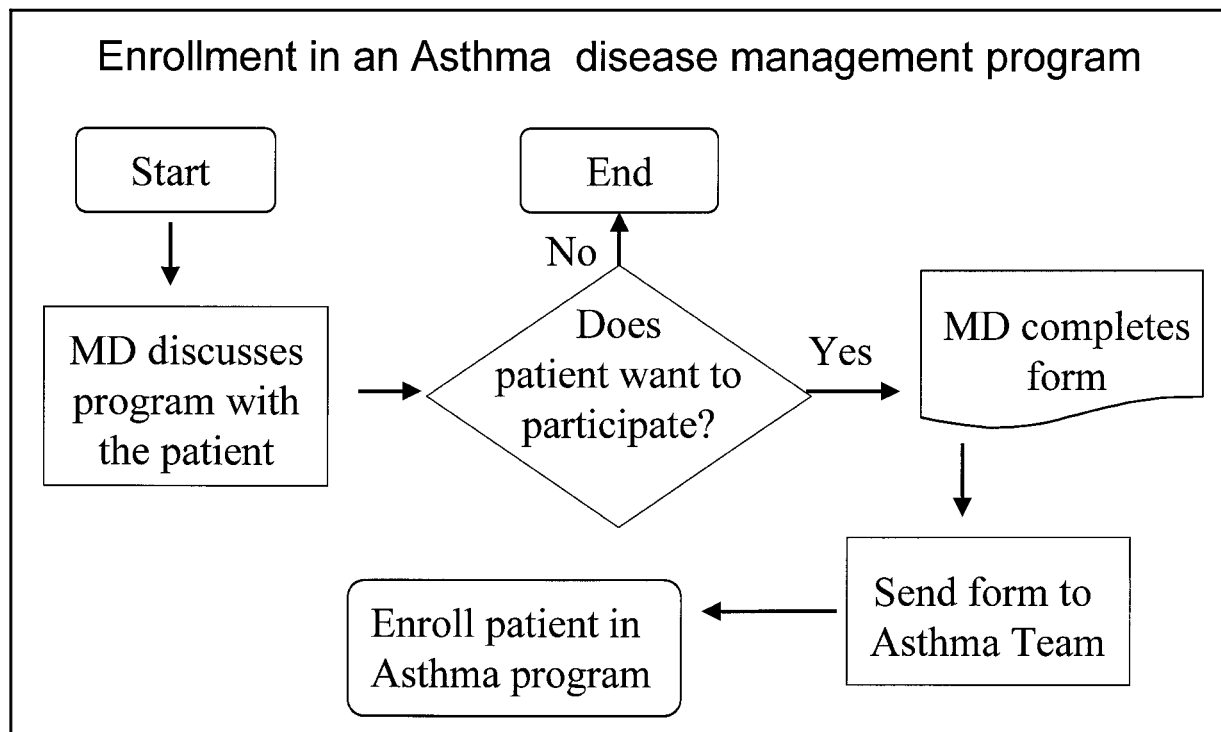 Enrollment in an Asthma disease management program
Start
End
No
MD discusses
program with
the patient
Does
patient want to
participate?
Yes
MD completes
form
Send form to
Asthma Team
Enroll patient in
Asthma program